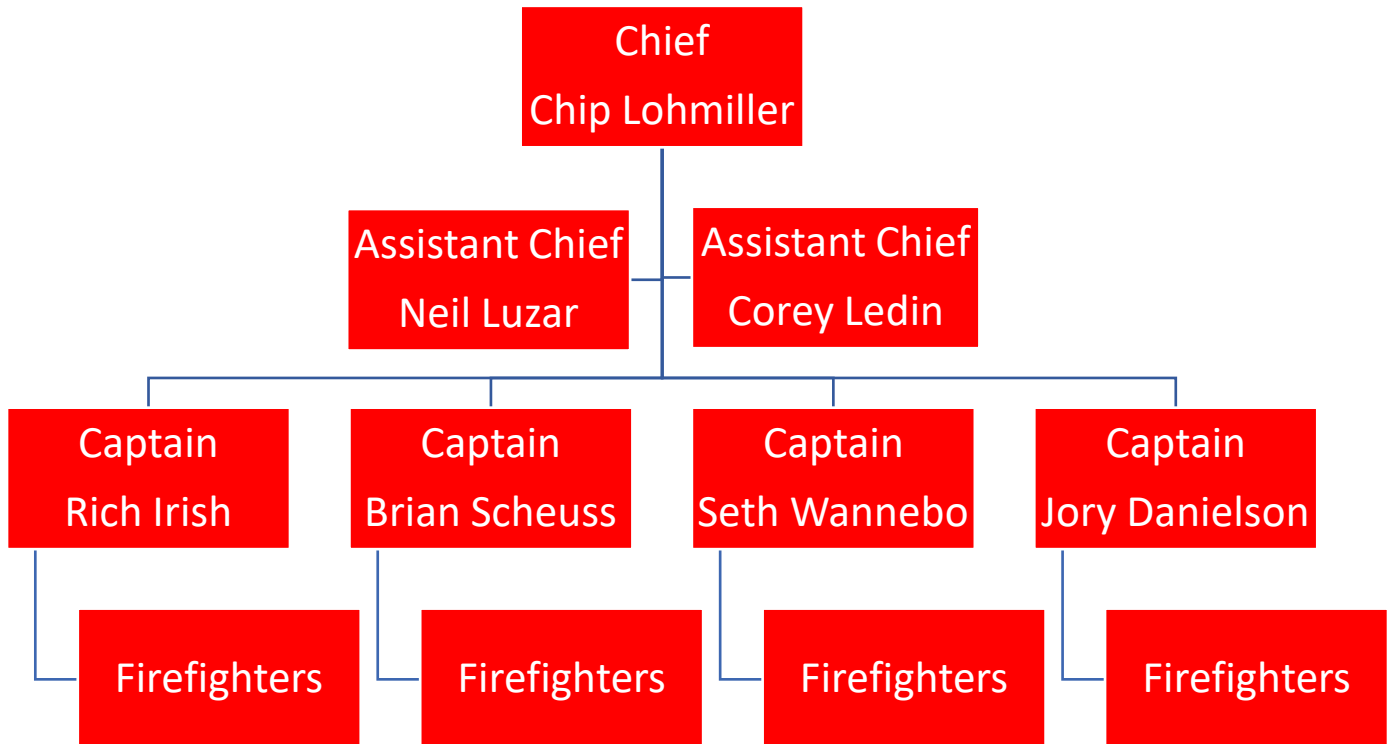 Chief
Chip Lohmiller
Assistant Chief
Neil Luzar
Assistant Chief
Corey Ledin
Captain
Rich Irish
Captain
Brian Scheuss
Captain
Seth Wannebo
Captain
Jory Danielson
Firefighters
Firefighters
Firefighters
Firefighters